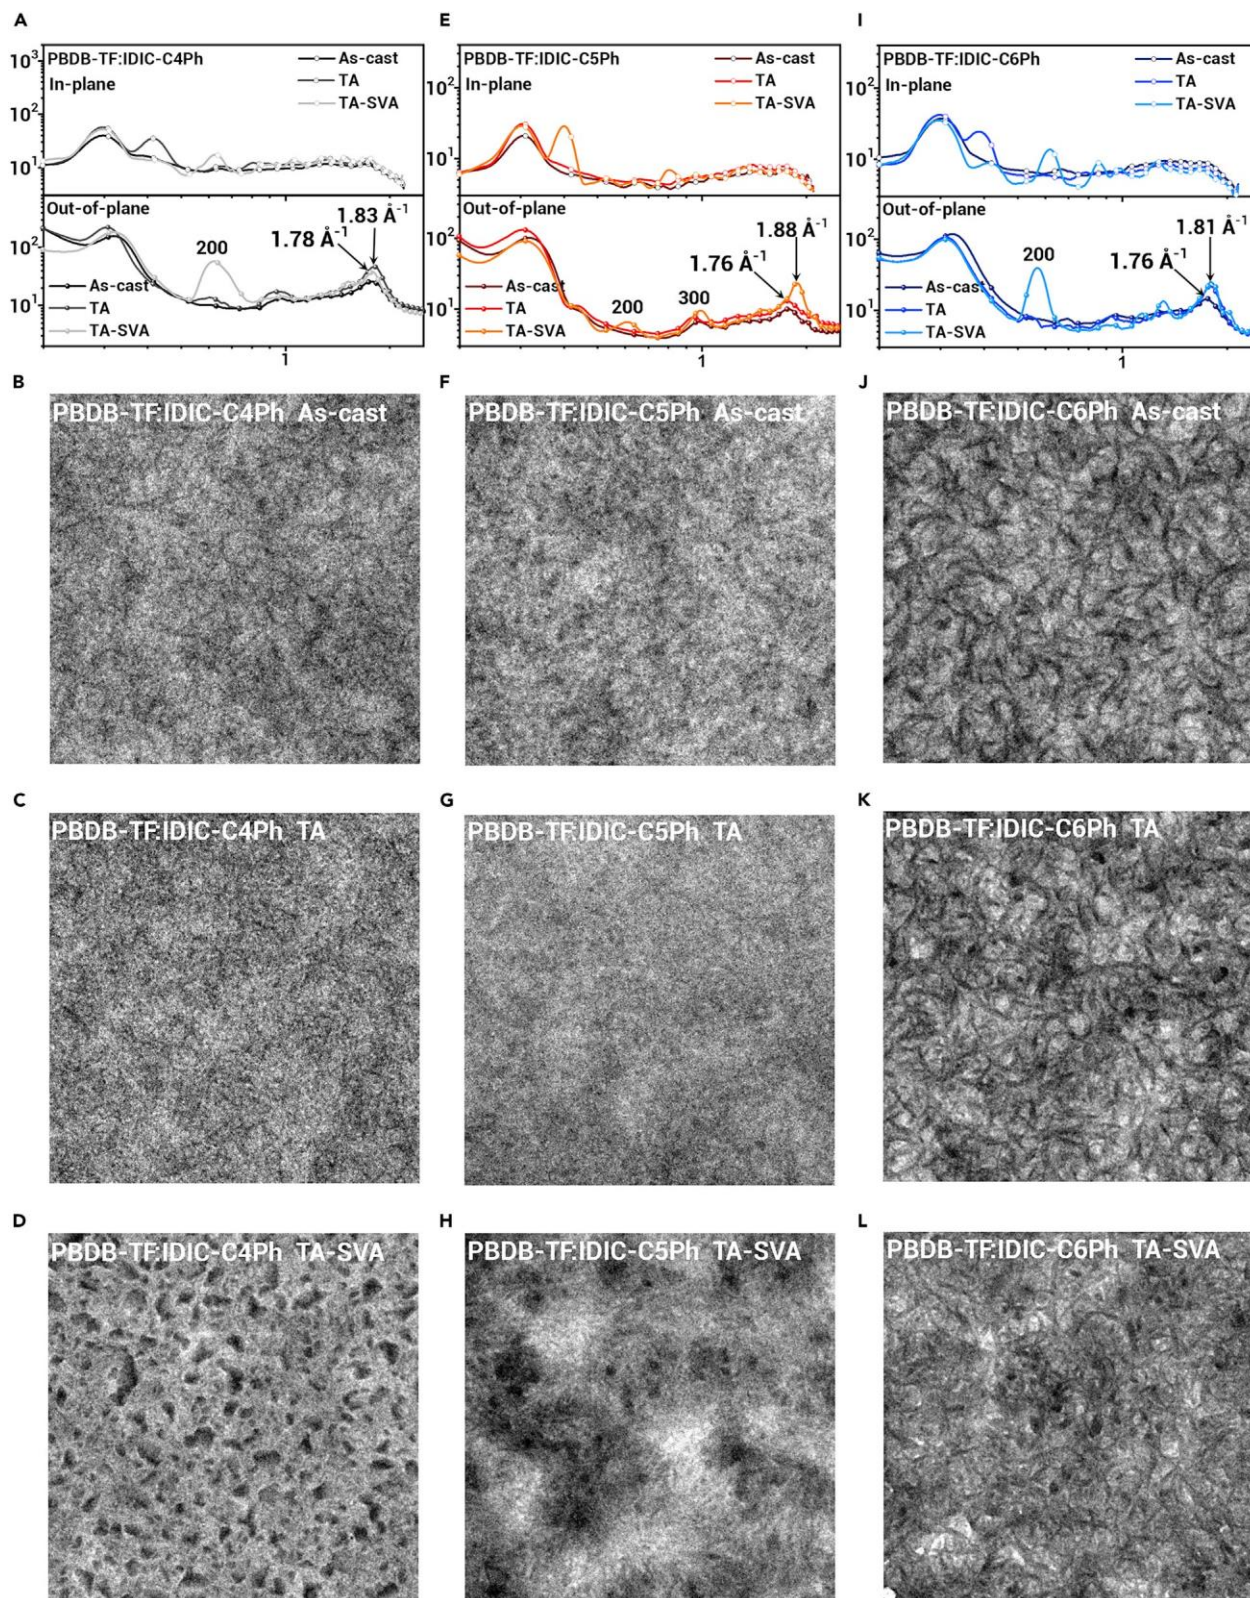 A
10³
10²
10¹
PBDB-TF:IDIC-C4Ph
In-plane
As-cast
TA
TA-SVA
Out-of-plane
10²
10¹
200
1.78 Å⁻¹
1.83 Å⁻¹
As-cast
TA
TA-SVA
1
E
10²
10¹
PBDB-TF:IDIC-C5Ph
In-plane
As-cast
TA
TA-SVA
Out-of-plane
10²
10¹
1.88 Å⁻¹
1.76 Å⁻¹
As-cast
TA
TA-SVA
200
300
1
I
10²
10¹
PBDB-TF:IDIC-C6Ph
In-plane
As-cast
TA
TA-SVA
Out-of-plane
10²
10¹
200
1.81 Å⁻¹
1.76 Å⁻¹
As-cast
TA
TA-SVA
1
B
PBDB-TF:IDIC-C4Ph As-cast
F
PBDB-TF:IDIC-C5Ph As-cast
J
PBDB-TF:IDIC-C6Ph As-cast
C
PBDB-TF:IDIC-C4Ph TA
G
PBDB-TF:IDIC-C5Ph TA
K
PBDB-TF:IDIC-C6Ph TA
D
PBDB-TF:IDIC-C4Ph TA-SVA
H
PBDB-TF:IDIC-C5Ph TA-SVA
L
PBDB-TF:IDIC-C6Ph TA-SVA